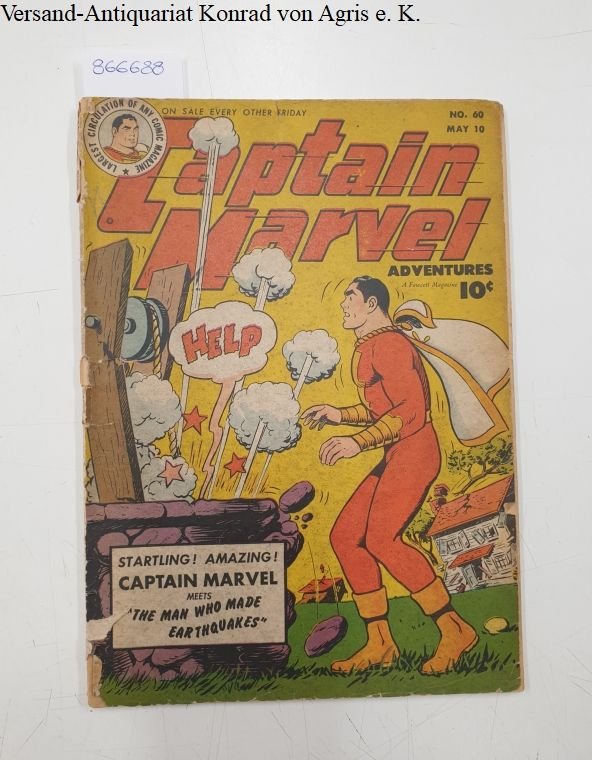 Versand-Antiquariat Konrad von Agris e. K.
866688
LARGEST CIRCULATION OF ANY COMIC MAGAZINE ★
ON SALE EVERY OTHER FRIDAY
NO. 60
MAY 10
Captain
Marvel
ADVENTURES
A Fawcett Magazine
10¢
HELP
STARTLING! AMAZING!
CAPTAIN MARVEL
MEETS
"THE MAN WHO MADE
EARTHQUAKES"